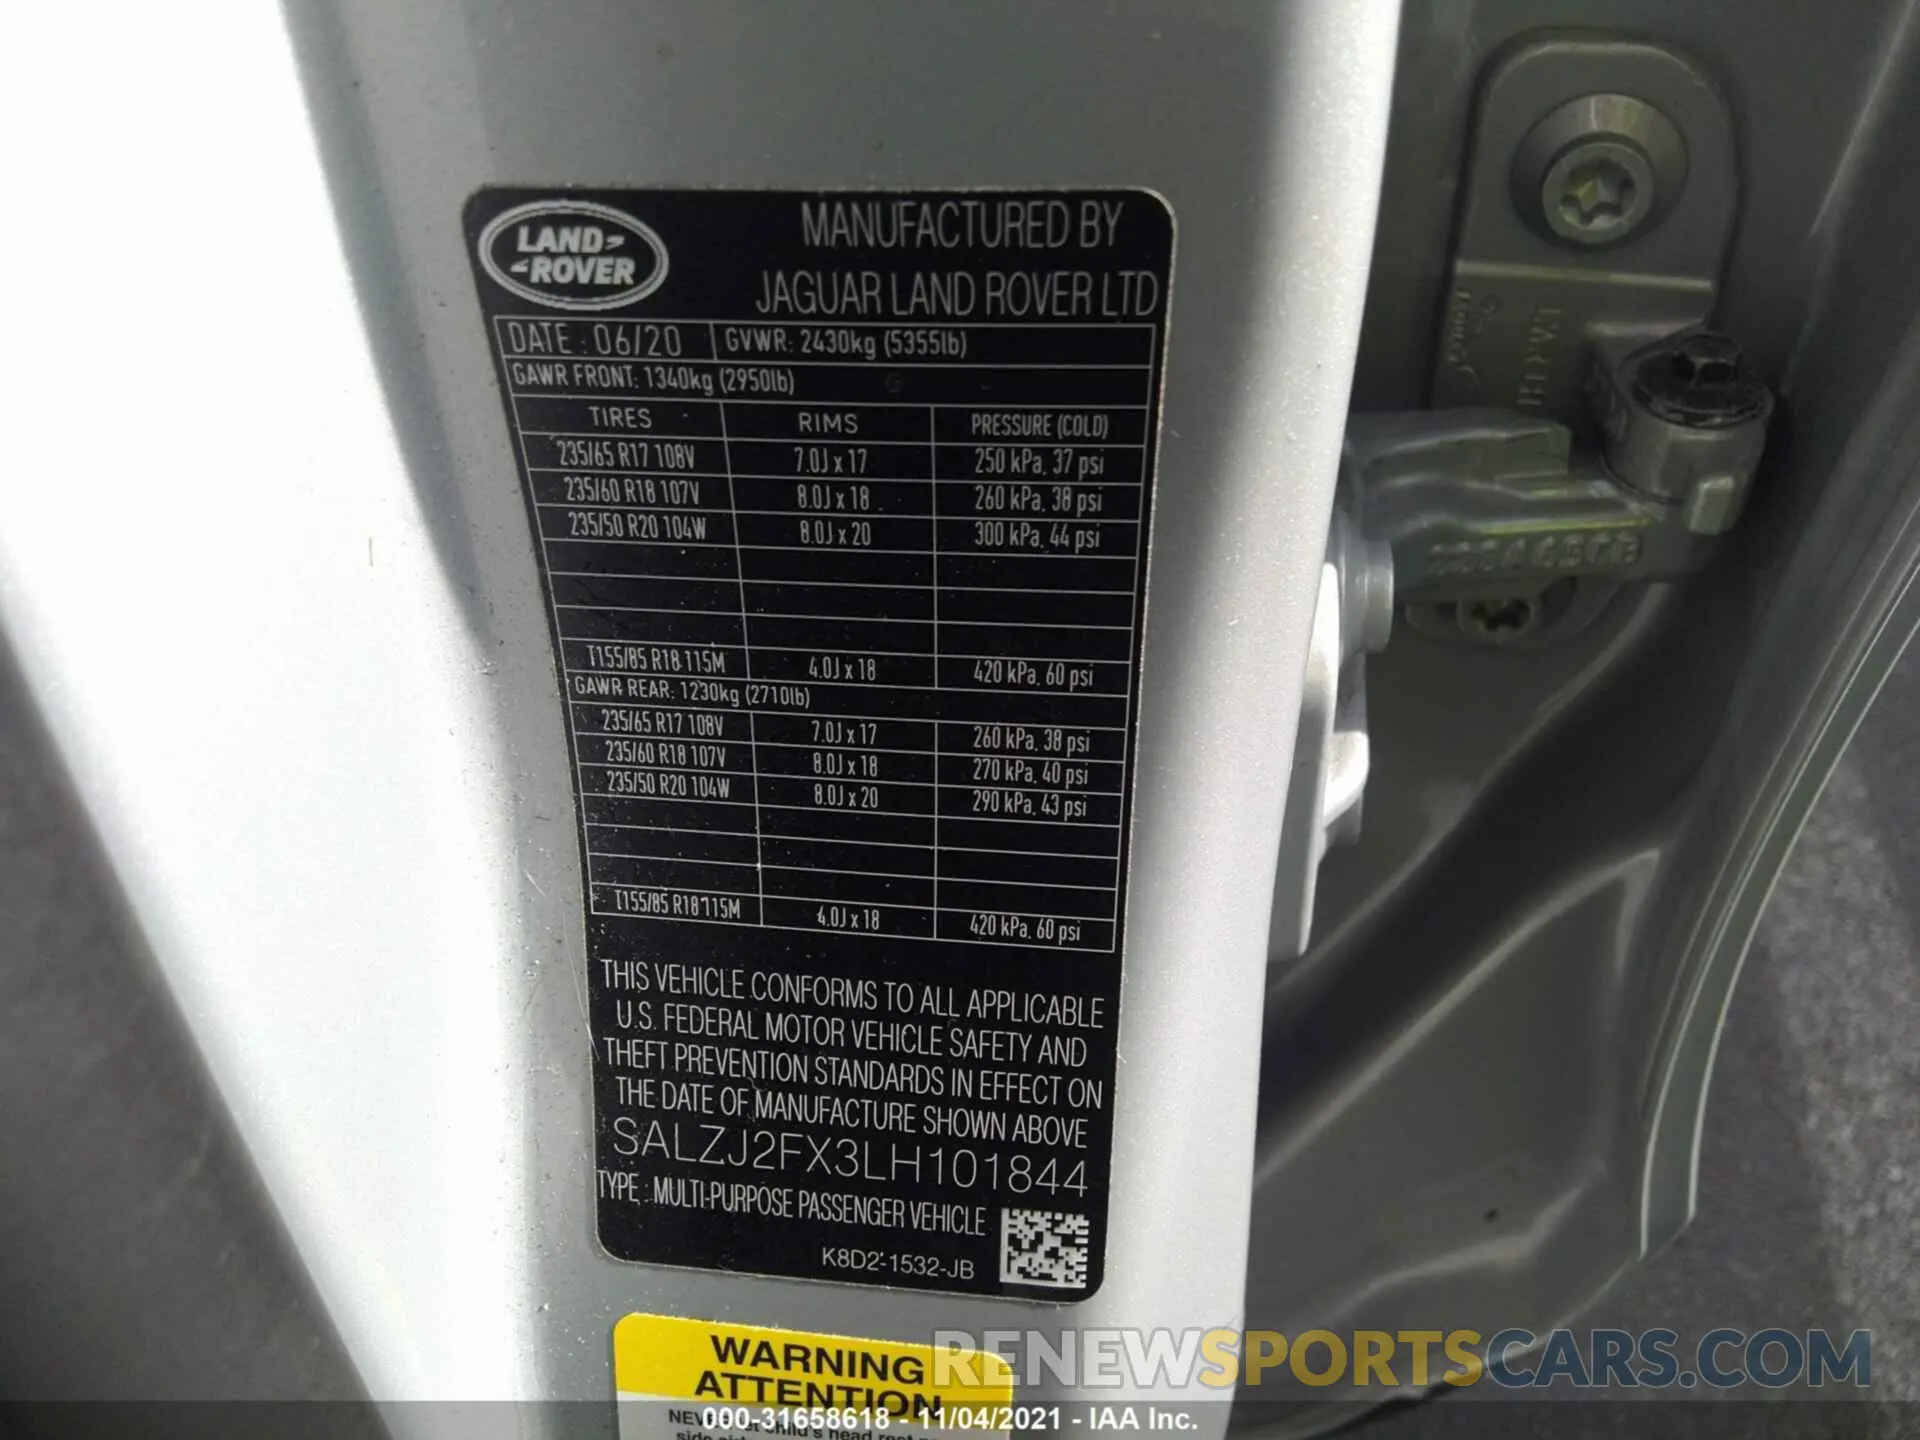 LAND-
-ROVER
MANUFACTURED BY
JAGUAR LAND ROVER LTD
DATE : 06/20 GVWR: 2430kg (5355lb)
GAWR FRONT: 1340kg (2950lb)
TIRES RIMS PRESSURE (COLD)
235/65 R17 108V 7.0J x 17 250 kPa, 37 psi
235/60 R18 107V 8.0J x 18 260 kPa, 38 psi
235/50 R20 104W 8.0J x 20 300 kPa, 44 psi
T155/85 R18 115M 4.0J x 18 420 kPa, 60 psi
GAWR REAR: 1230kg (2710lb)
235/65 R17 108V 7.0J x 17 260 kPa, 38 psi
235/60 R18 107V 8.0J x 18 270 kPa, 40 psi
235/50 R20 104W 8.0J x 20 290 kPa, 43 psi
T155/85 R18 115M 4.0J x 18 420 kPa, 60 psi
THIS VEHICLE CONFORMS TO ALL APPLICABLE
U.S. FEDERAL MOTOR VEHICLE SAFETY AND
THEFT PREVENTION STANDARDS IN EFFECT ON
THE DATE OF MANUFACTURE SHOWN ABOVE
SALZJ2FX3LH101844
TYPE : MULTI-PURPOSE PASSENGER VEHICLE
K8D2-1532-JB
WARNING
ATTENTION
RENEWSPORTSCARS.COM
000-31658618 - 11/04/2021 - IAA Inc.
child's head rest